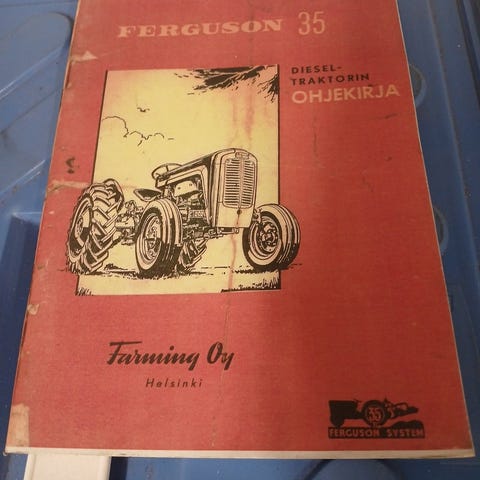 FERGUSON 35
DIESEL-
TRAKTORIN
OHJEKIRJA
Farming Oy
Helsinki
35
FERGUSON SYSTEM